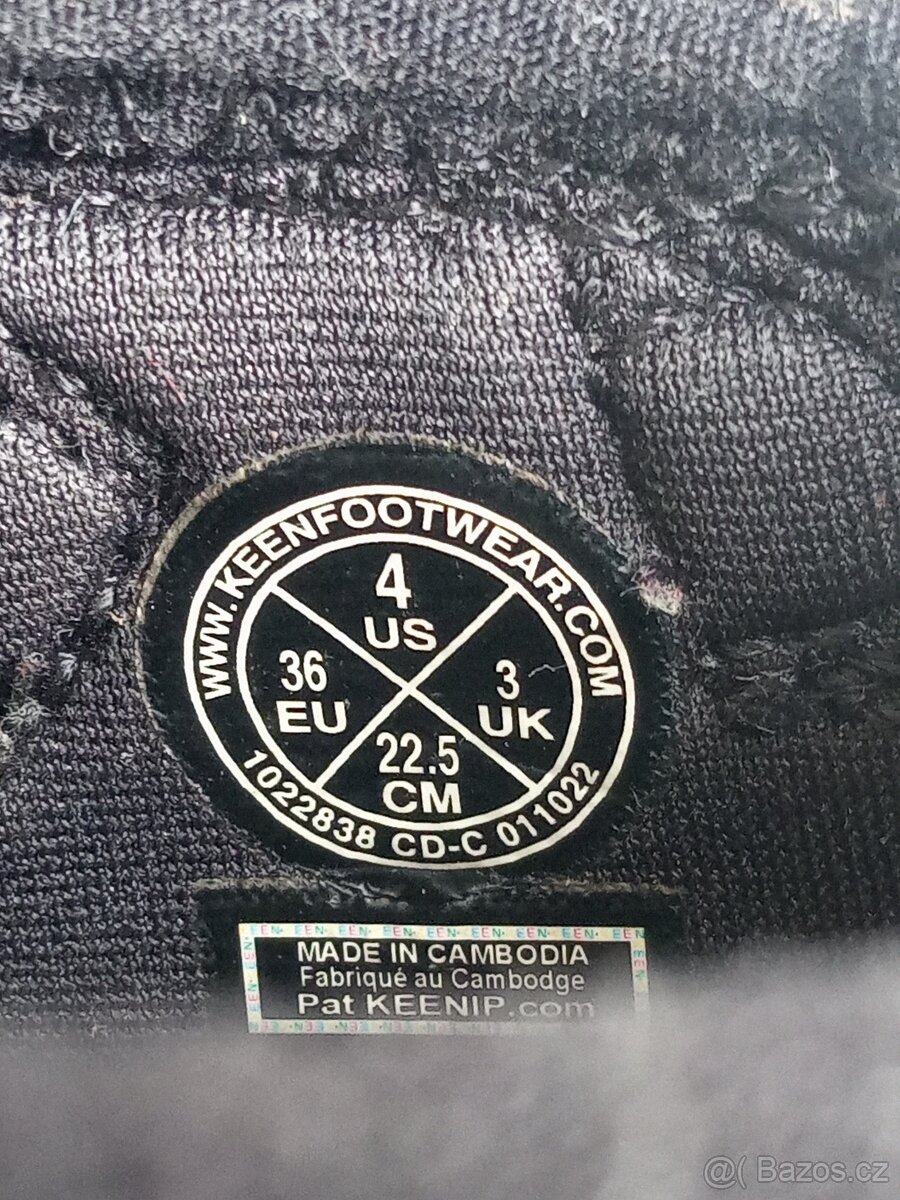 WWW.KEENFOOTWEAR.COM
4
US
36
EU
3
UK
22.5
CM
1022838 CD-C 011022
MADE IN CAMBODIA
Fabriqué au Cambodge
Pat KEENIP.com
@( Bazos.cz